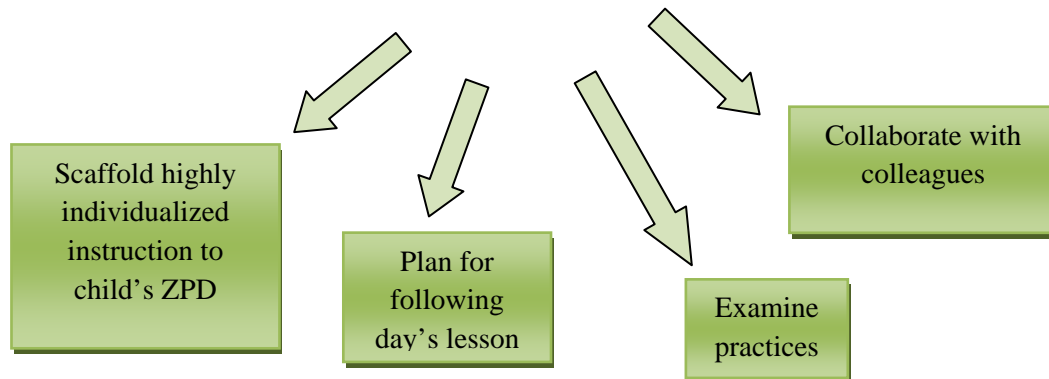 Scaffold highly
individualized
instruction to
child’s ZPD
Plan for
following
day’s lesson
Examine
practices
Collaborate with
colleagues